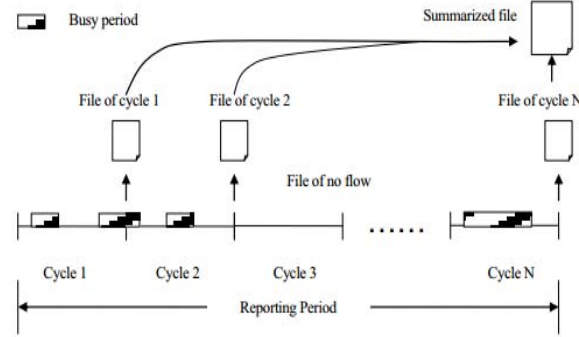 Busy period
Summarized file
File of cycle 1
File of cycle 2
File of cycle N
File of no flow
......
Cycle 1
Cycle 2
Cycle 3
Cycle N
Reporting Period